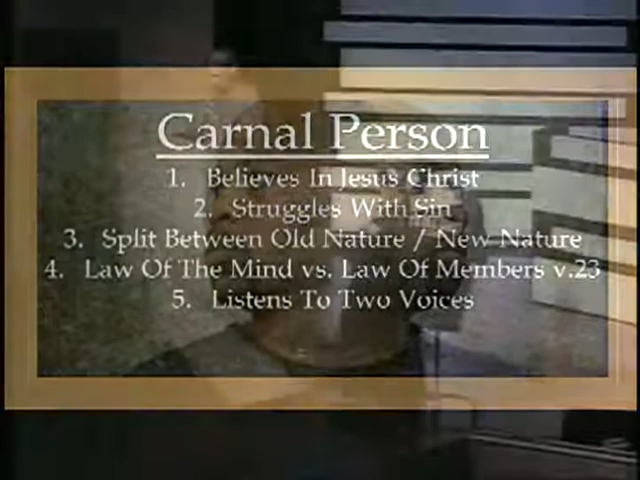 Carnal Person
1. Believes In Jesus Christ
2. Struggles With Sin
3. Split Between Old Nature / New Nature
4. Law Of The Mind vs. Law Of Members v.23
5. Listens To Two Voices